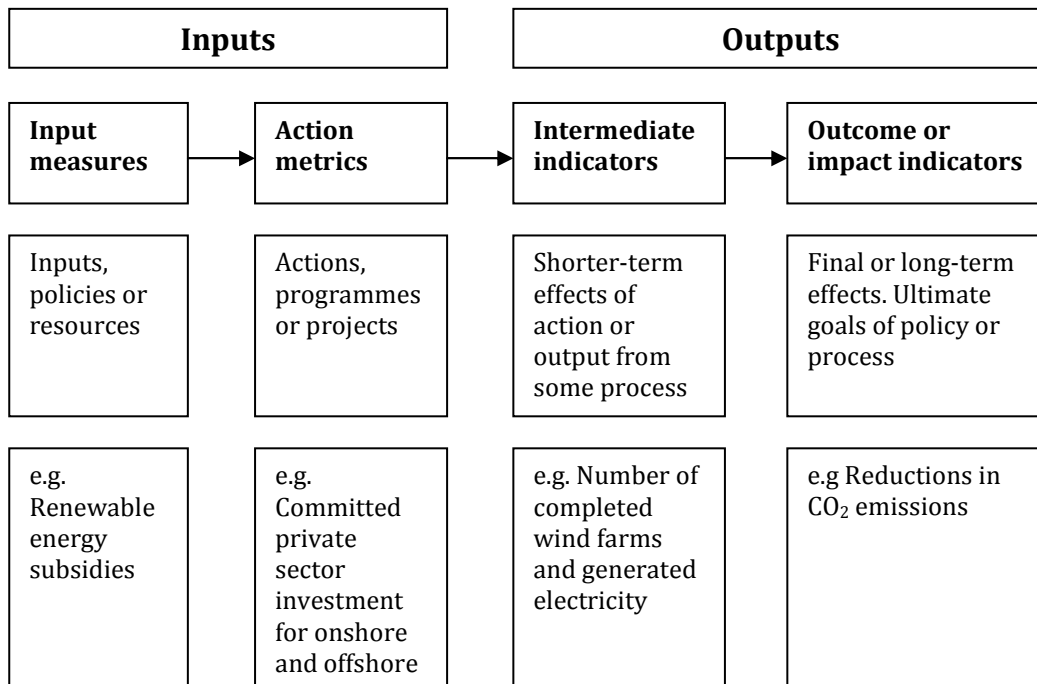 Inputs
Outputs
Input
measures
Action
metrics
Intermediate
indicators
Outcome or
impact indicators
Inputs,
policies or
resources
Actions,
programmes
or projects
Shorter-term
effects of
action or
output from
some process
Final or long-term
effects. Ultimate
goals of policy or
process
e.g.
Renewable
energy
subsidies
e.g.
Committed
private
sector
investment
for onshore
and offshore
e.g. Number of
completed
wind farms
and generated
electricity
e.g Reductions in
CO₂ emissions